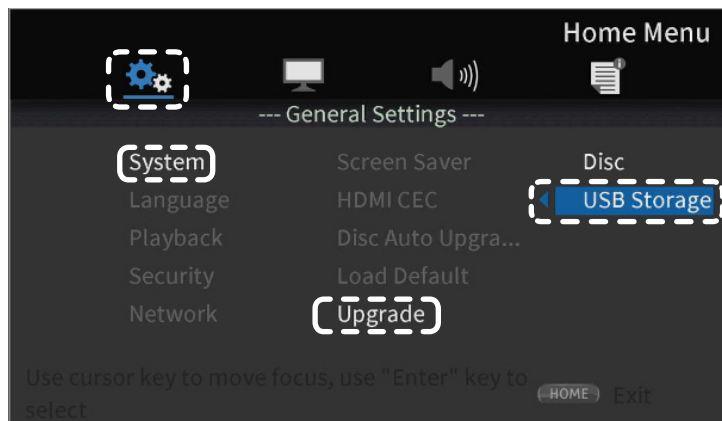 Home Menu
--- General Settings ---
System Screen Saver Disc
Language HDMI CEC USB Storage
Playback Disc Auto Upgra...
Security Load Default
Network Upgrade
Use cursor key to move focus, use "Enter" key to
select
HOME Exit